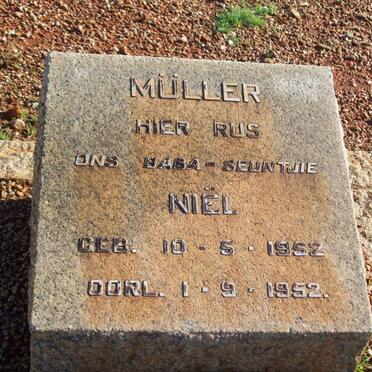 MÜLLER
HIER RUS
ONS BABA-SEUNTJIE
NIËL
GEB. 10-5-1952
OORL. 1-9-1952.